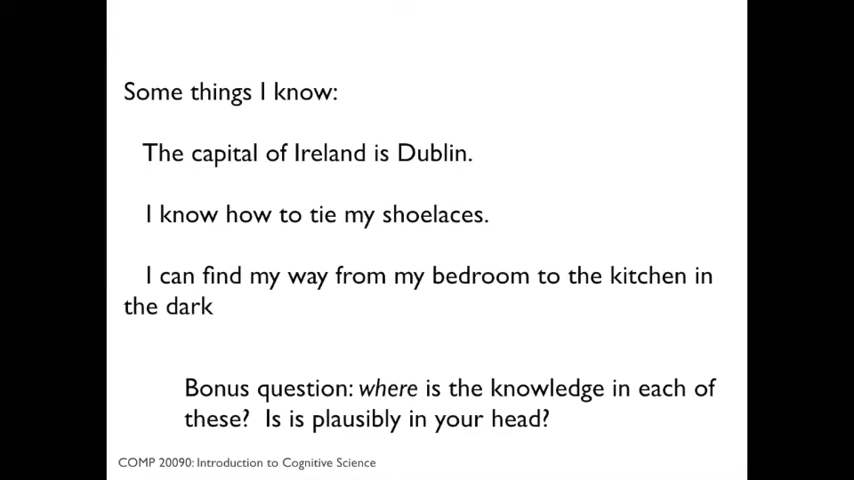 Some things I know:
The capital of Ireland is Dublin.
I know how to tie my shoelaces.
I can find my way from my bedroom to the kitchen in
the dark
Bonus question: where is the knowledge in each of
these? Is is plausibly in your head?
COMP 20090: Introduction to Cognitive Science